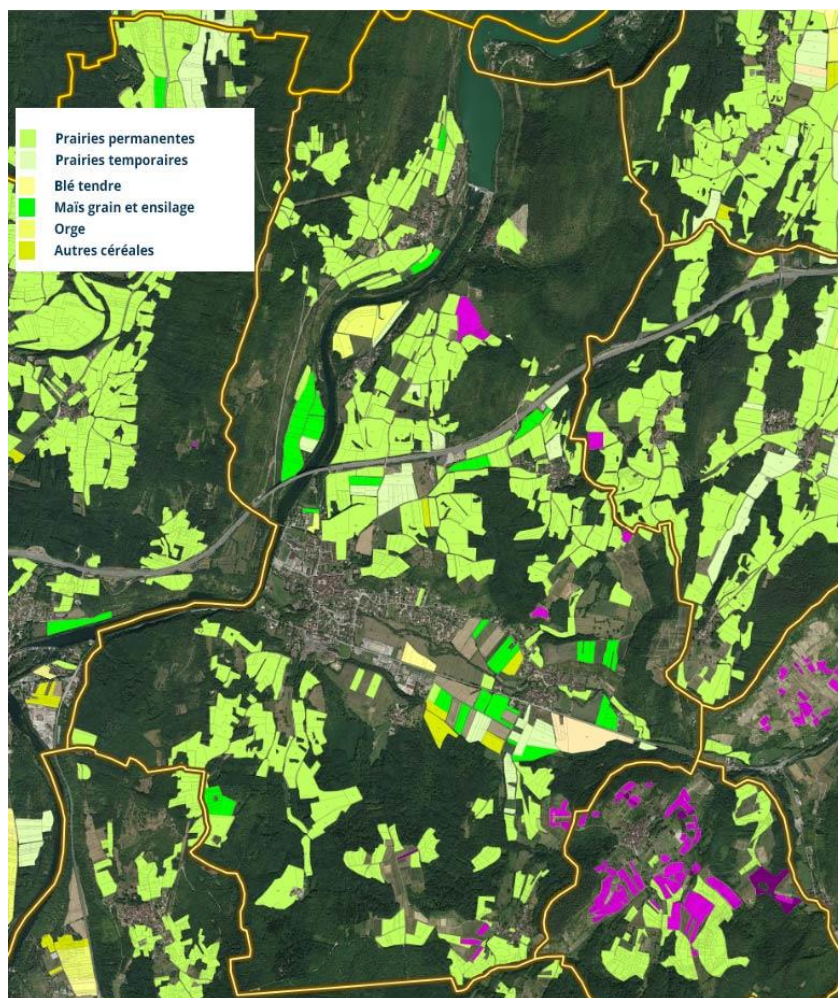 Prairies permanentes
Prairies temporaires
Blé tendre
Maïs grain et ensilage
Orge
Autres céréales